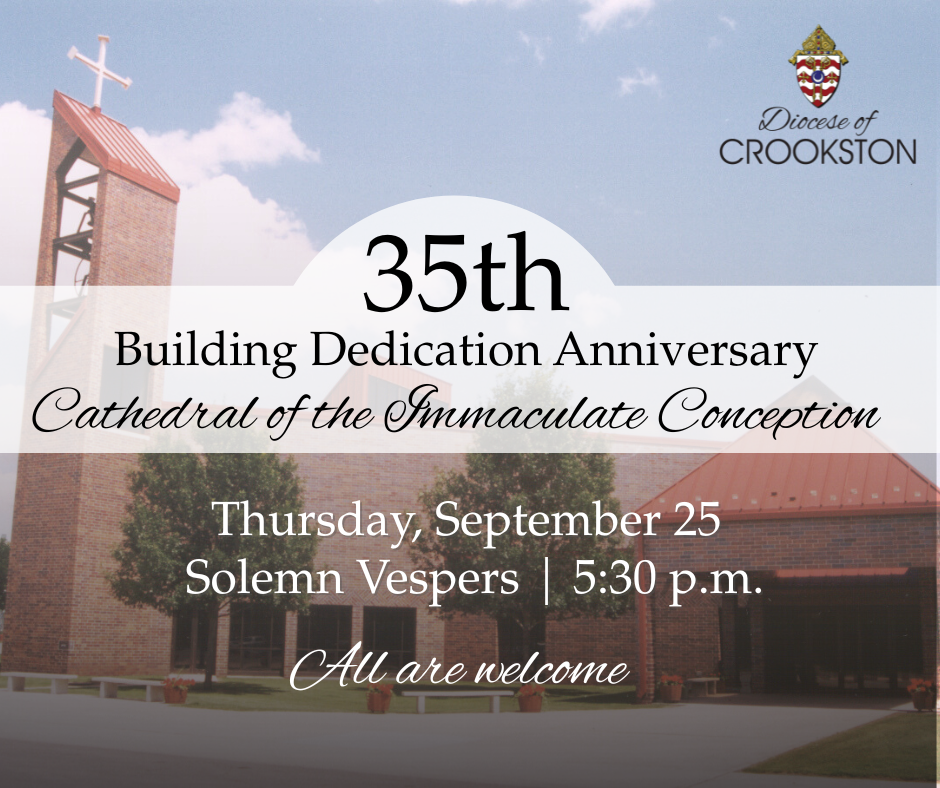 Diocese of
CROOKSTON
35th
Building Dedication Anniversary
Cathedral of the Immaculate Conception
Thursday, September 25
Solemn Vespers | 5:30 p.m.
All are welcome